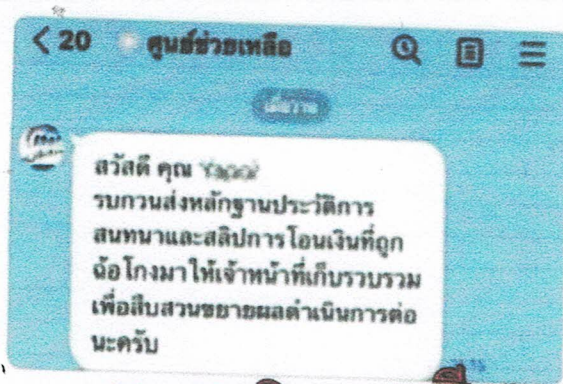 20 ศูนย์ช่วยเหลือ
เมื่อวาน
สวัสดี คุณ
รบกวนส่งหลักฐานประวัติการ
สนทนาและสลิปการโอนเงินที่ถูก
ฉ้อโกงมาให้เจ้าหน้าที่เก็บรวบรวม
เพื่อสืบสวนขยายผลดำเนินการต่อ
นะครับ